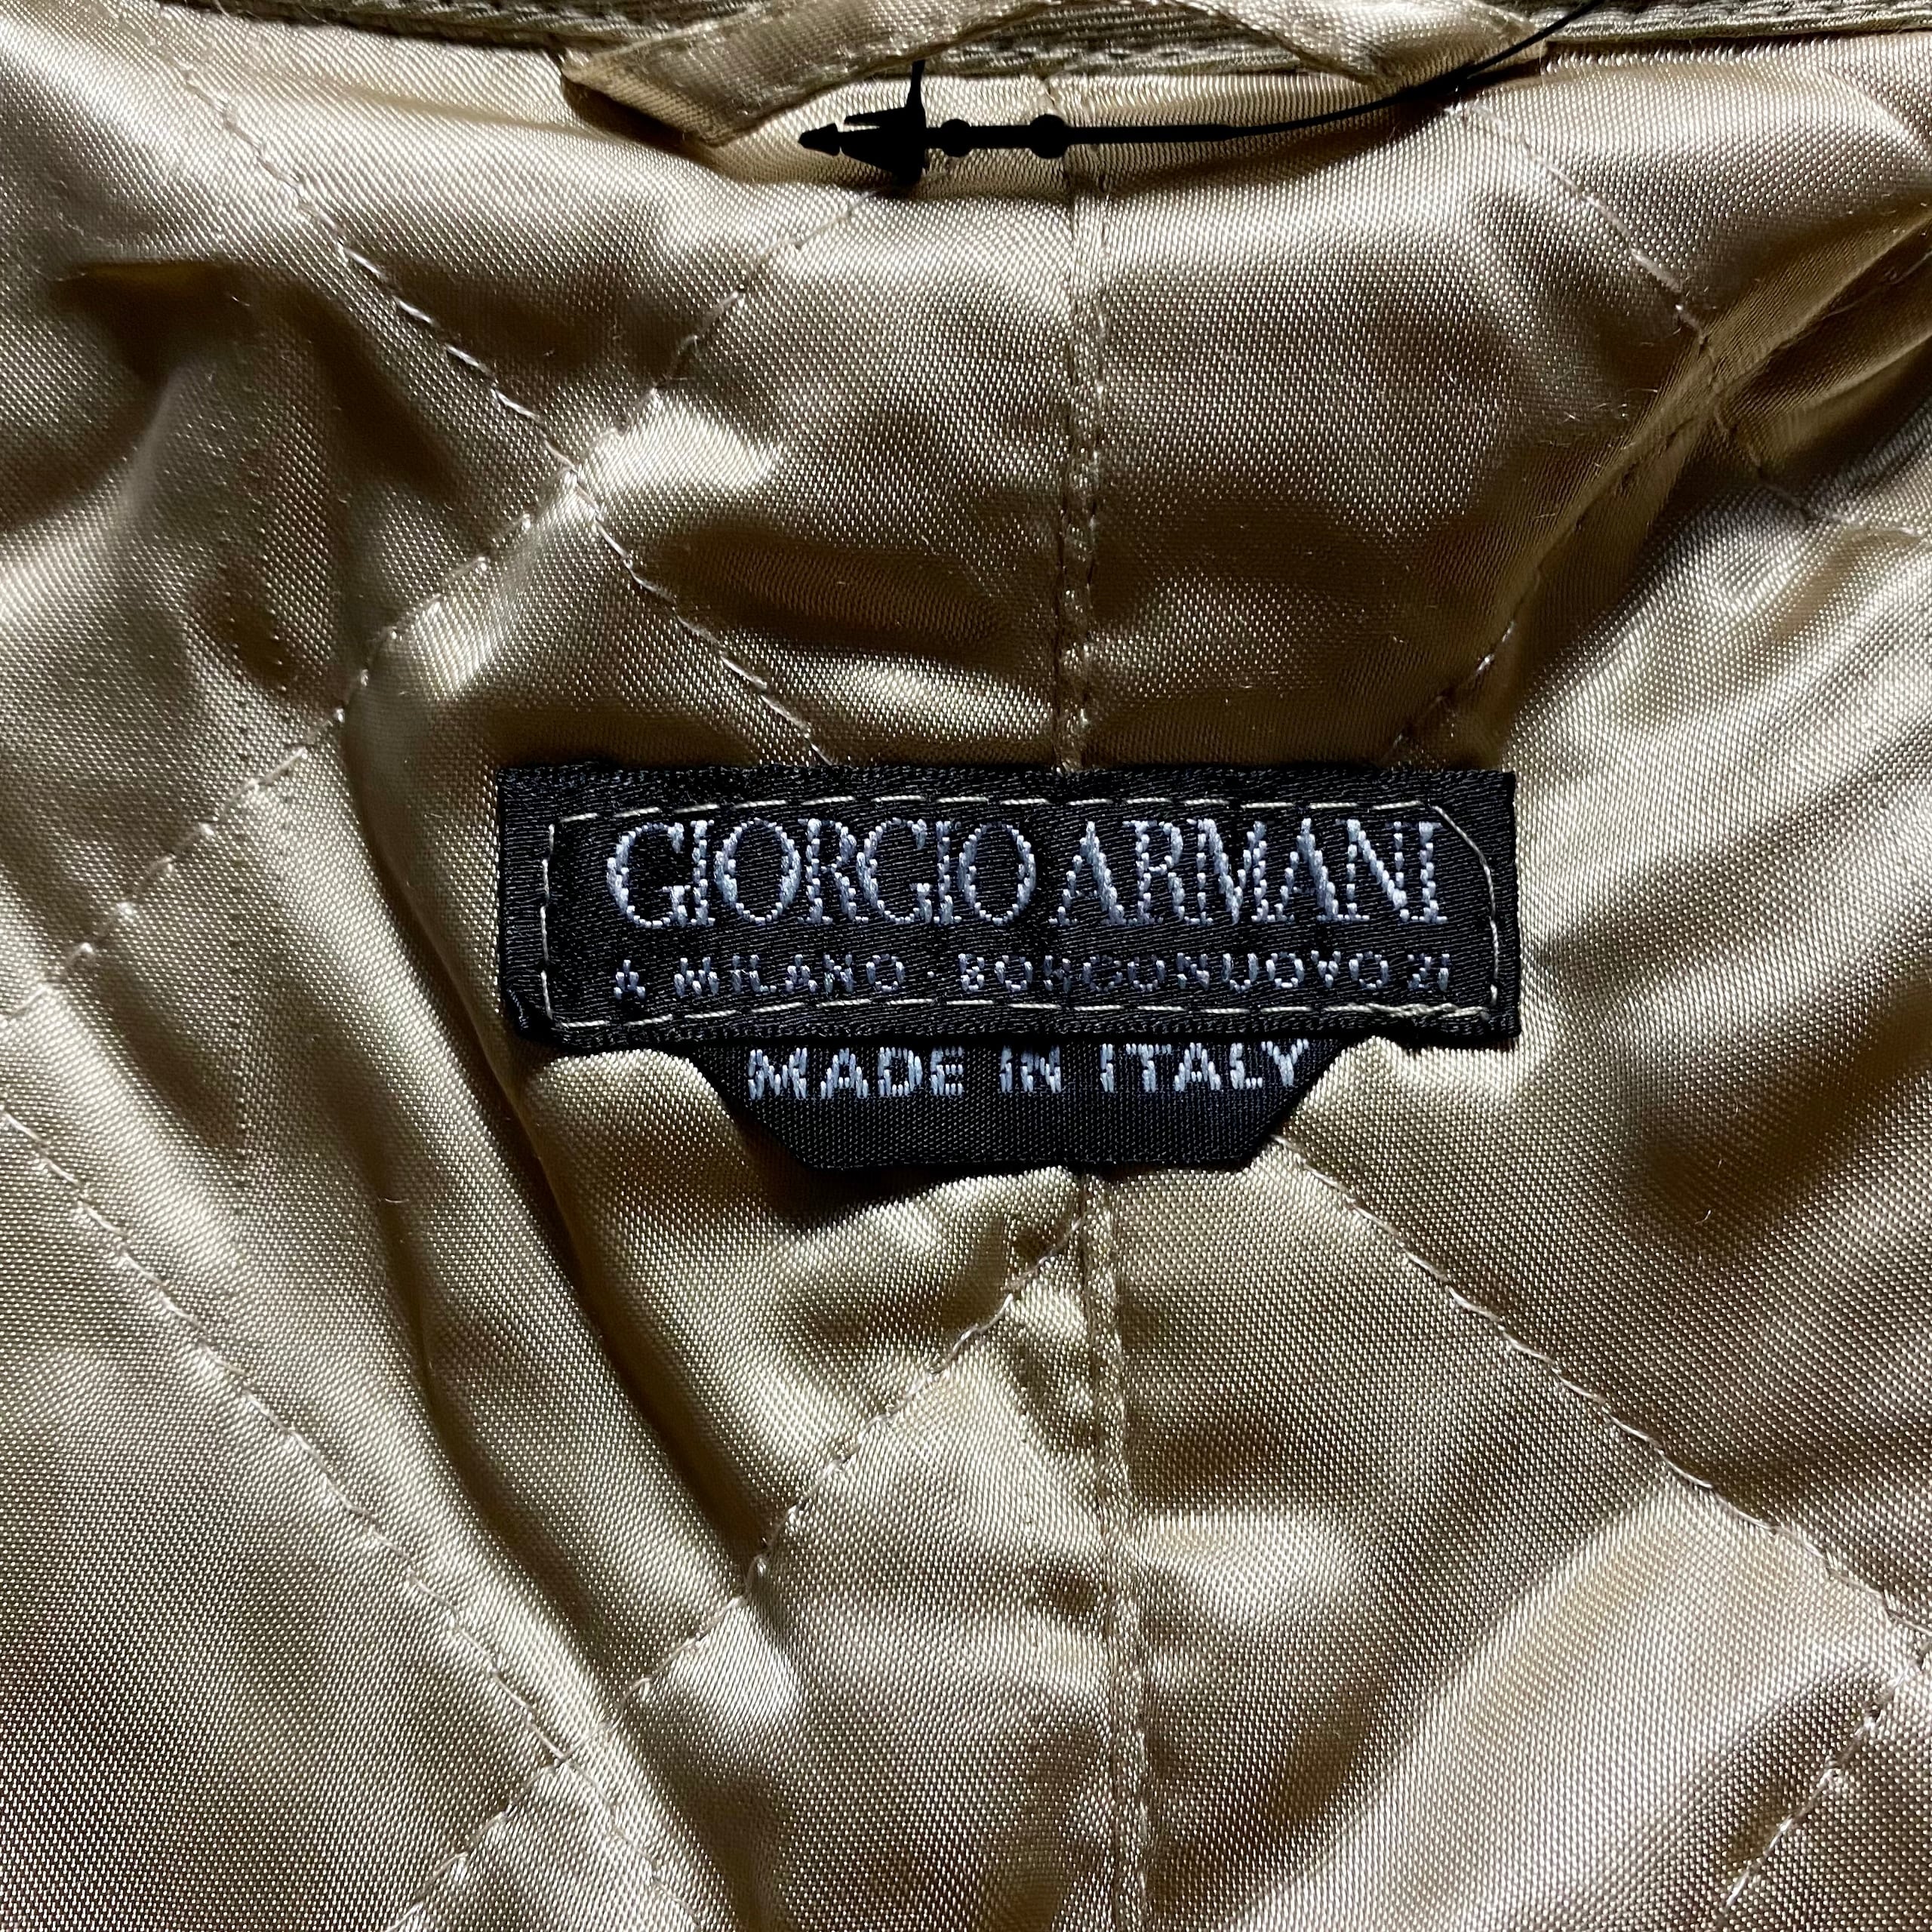 GIORGIO ARMANI
A MILANO · BORGONUOVO 21
MADE IN ITALY